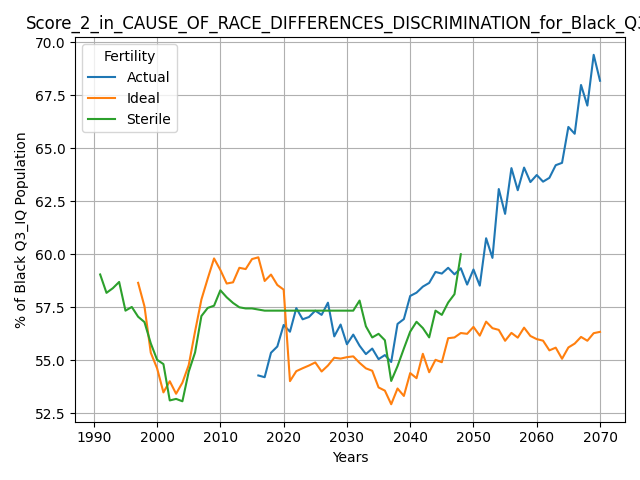 Score_2_in_CAUSE_OF_RACE_DIFFERENCES_DISCRIMINATION_for_Black_Q3
Fertility
Actual
Ideal
Sterile
70.0
67.5
65.0
62.5
60.0
57.5
55.0
52.5
% of Black Q3_IQ Population
1990 2000 2010 2020 2030 2040 2050 2060 2070
Years